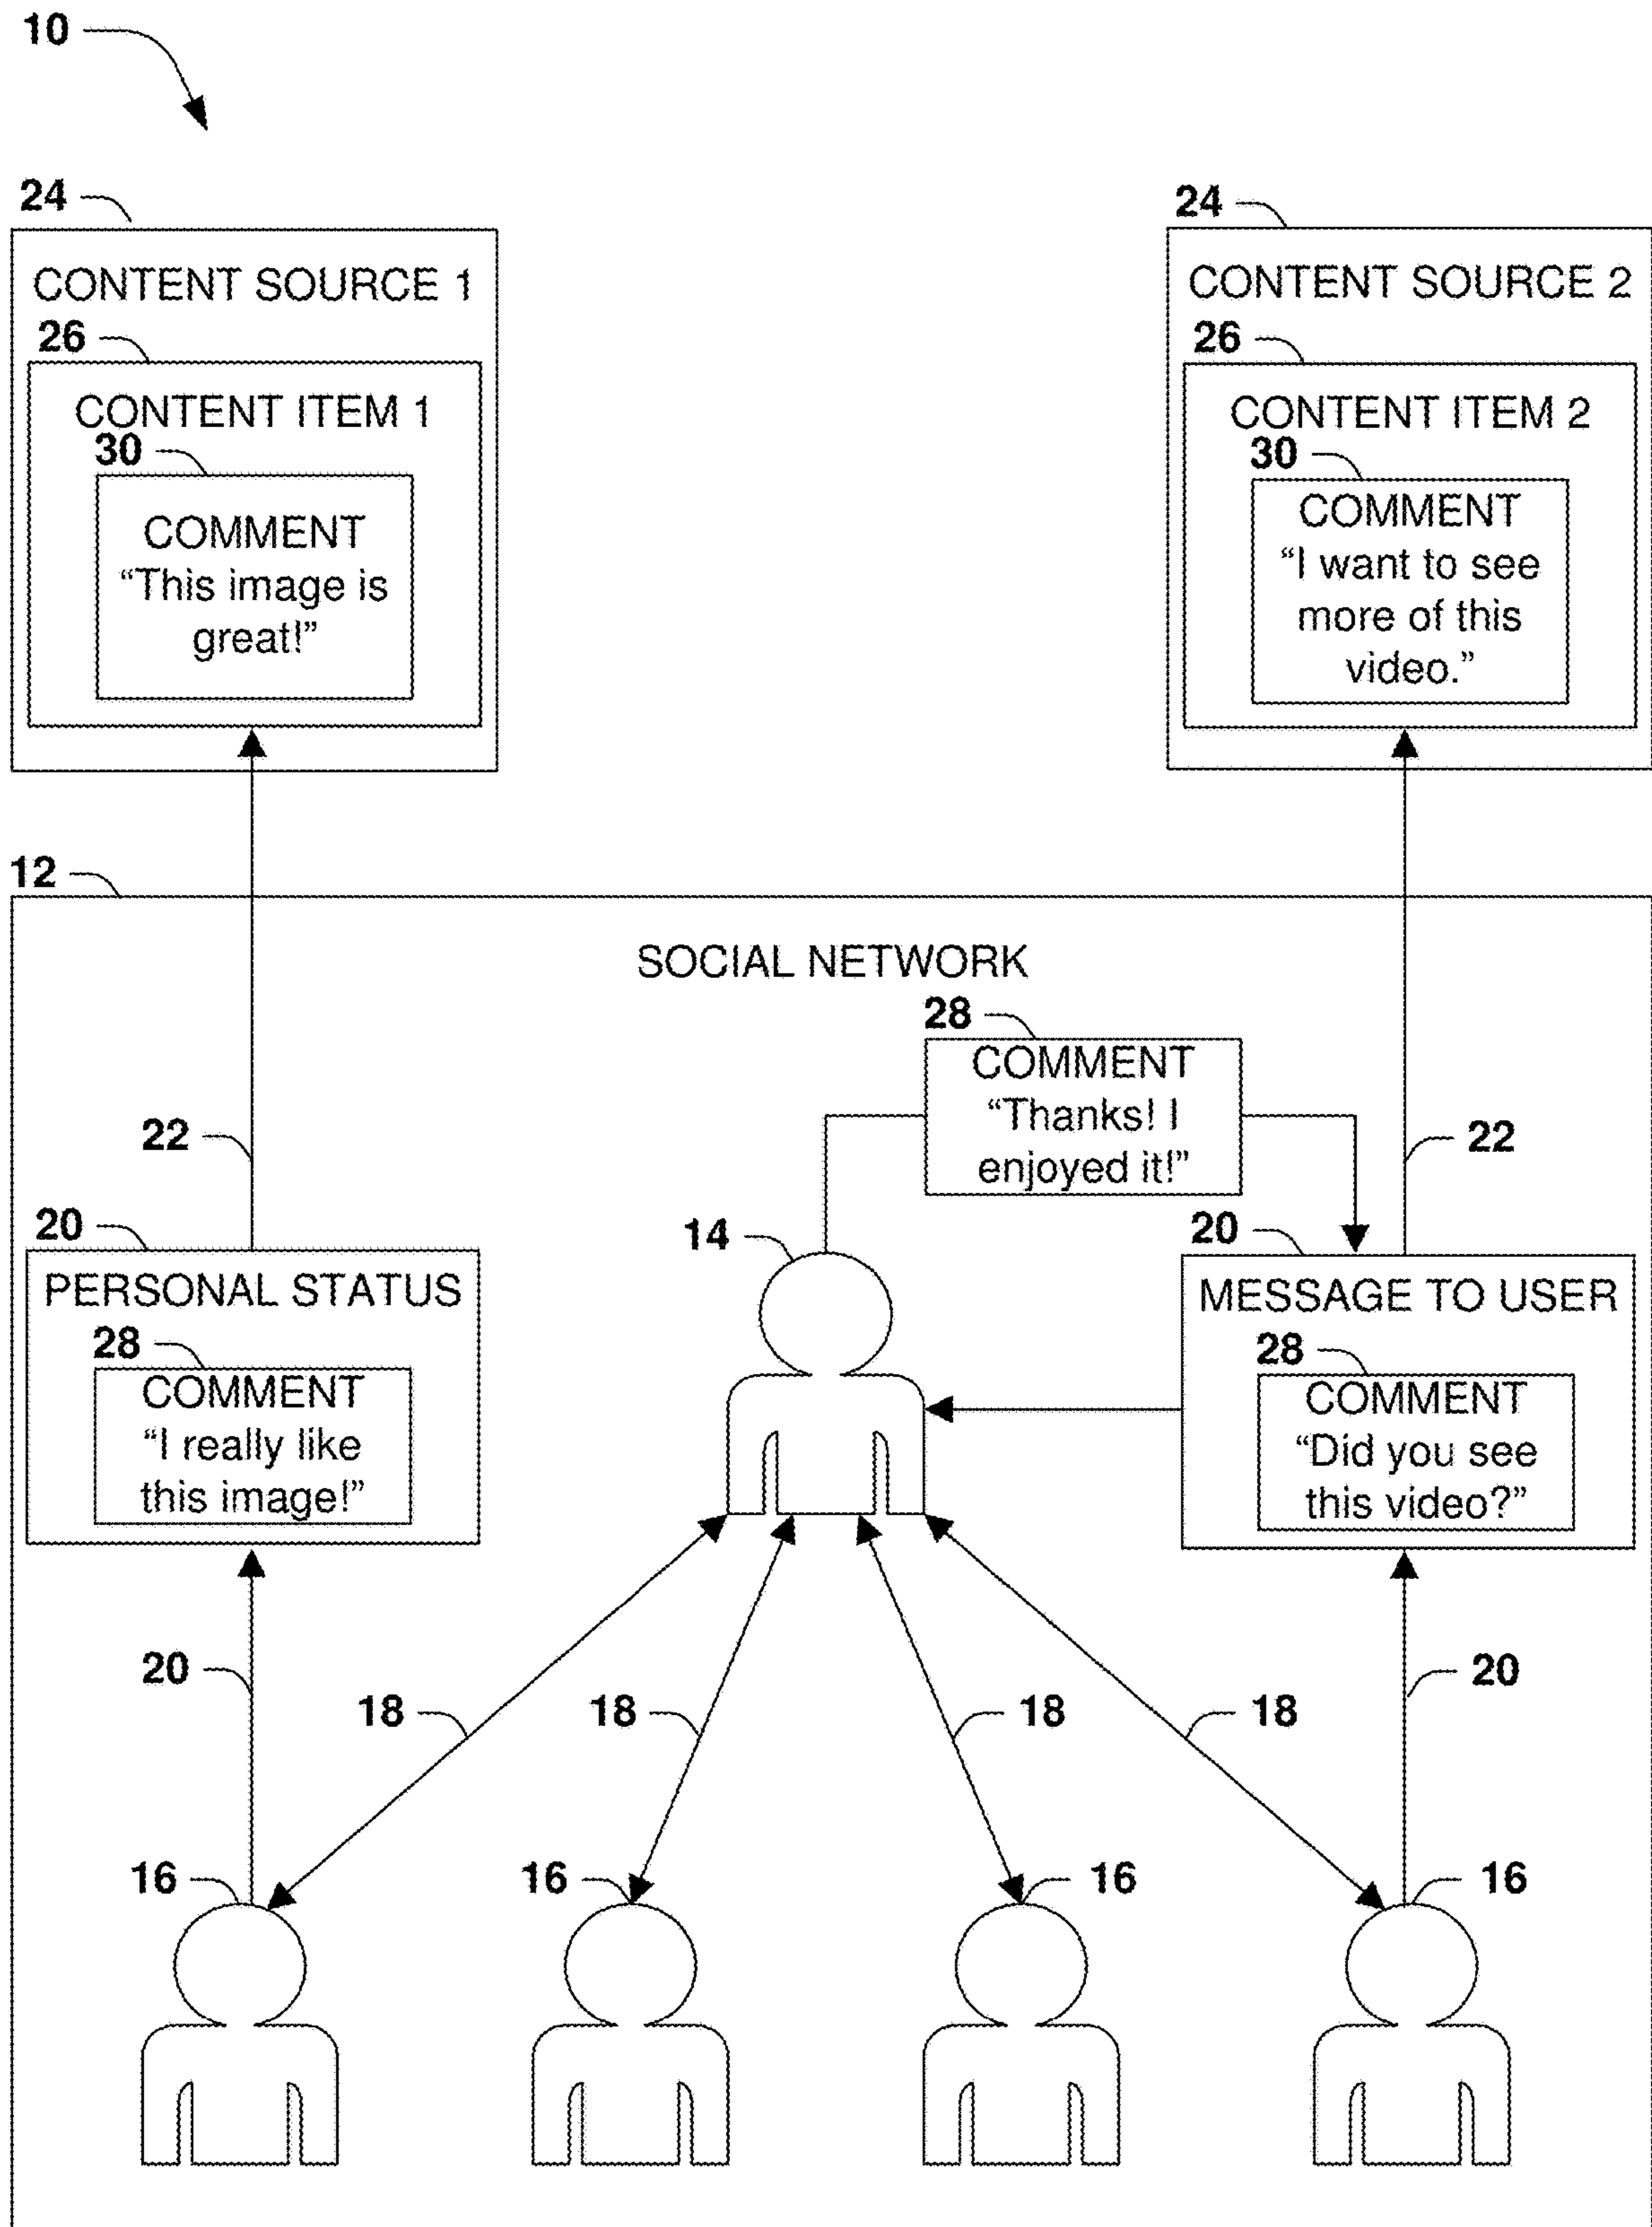 10
24
24
CONTENT SOURCE 1
CONTENT SOURCE 2
26
26
CONTENT ITEM 1
CONTENT ITEM 2
30
30
COMMENT
“This image is
great!”
COMMENT
“I want to see
more of this
video.”
12
SOCIAL NETWORK
28
COMMENT
“Thanks! I
enjoyed it!”
22
22
20
14
20
PERSONAL STATUS
MESSAGE TO USER
28
28
COMMENT
“I really like
this image!”
COMMENT
“Did you see
this video?”
20
20
18
18
18
18
16
16
16
16